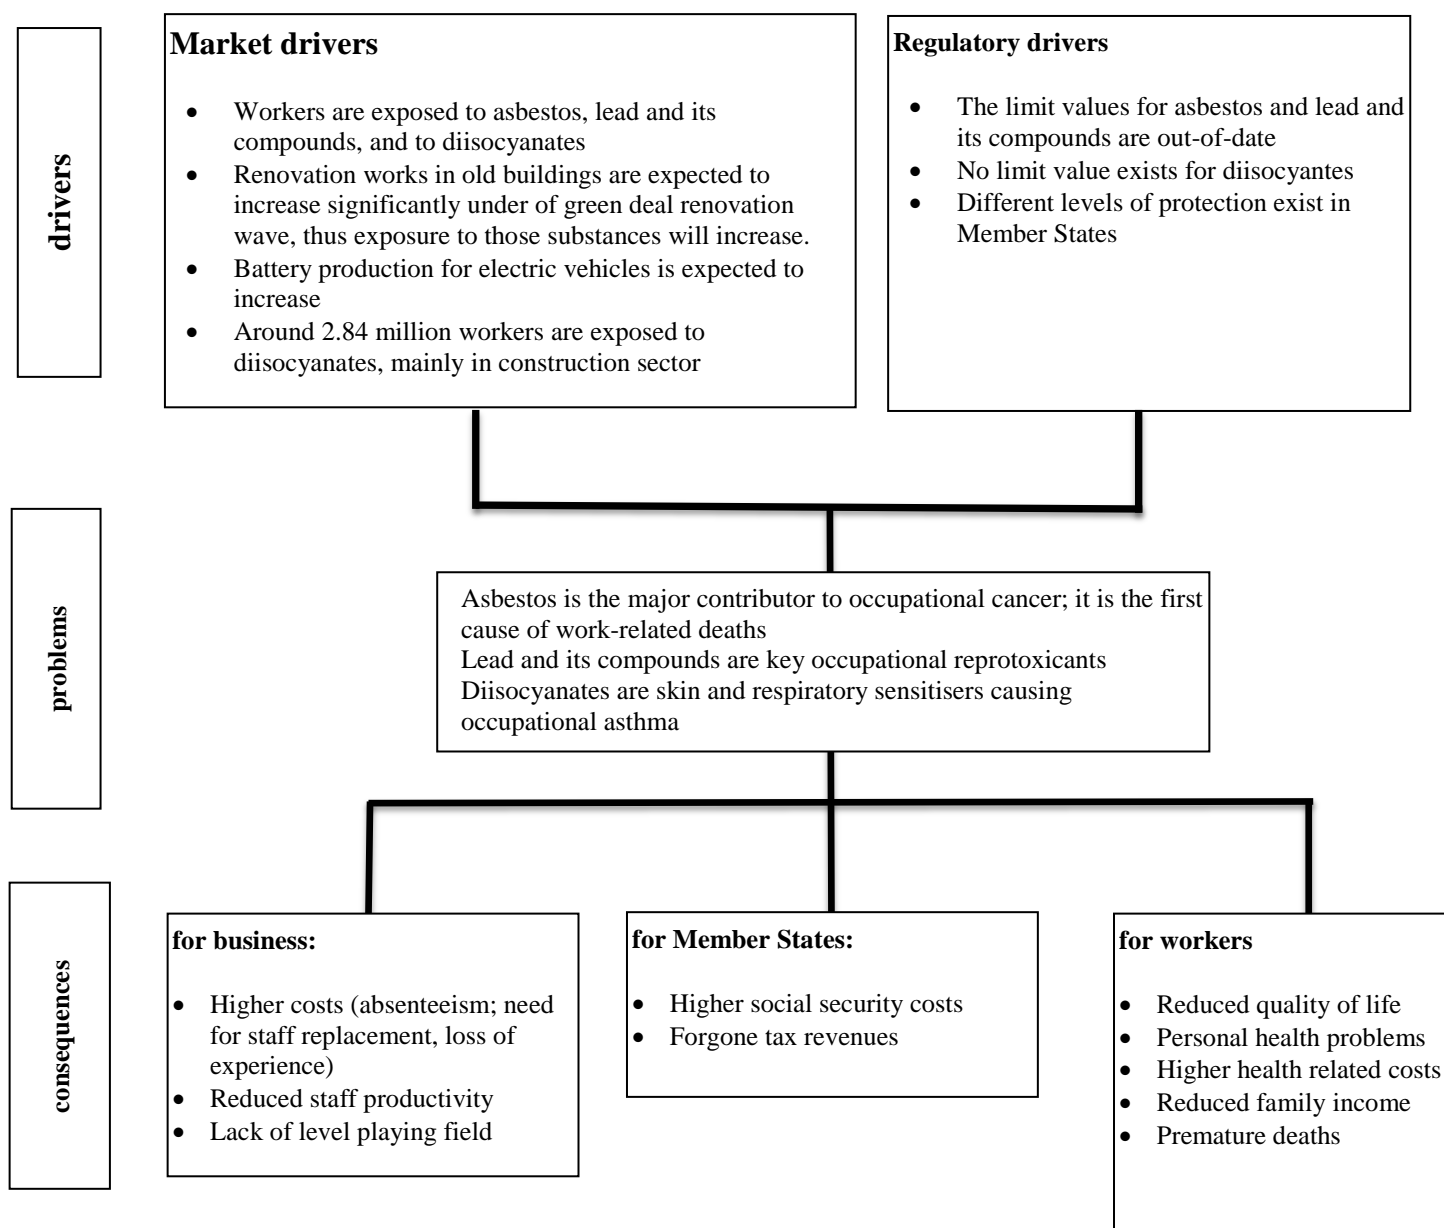 drivers
Market drivers
• Workers are exposed to asbestos, lead and its
compounds, and to diisocyanates
• Renovation works in old buildings are expected to
increase significantly under of green deal renovation
wave, thus exposure to those substances will increase.
• Battery production for electric vehicles is expected to
increase
• Around 2.84 million workers are exposed to
diisocyanates, mainly in construction sector
Regulatory drivers
• The limit values for asbestos and lead and
its compounds are out-of-date
• No limit value exists for diisocyantes
• Different levels of protection exist in
Member States
problems
Asbestos is the major contributor to occupational cancer; it is the first
cause of work-related deaths
Lead and its compounds are key occupational reprotoxicants
Diisocyanates are skin and respiratory sensitisers causing
occupational asthma
consequences
for business:
• Higher costs (absenteeism; need
for staff replacement, loss of
experience)
• Reduced staff productivity
• Lack of level playing field
for Member States:
• Higher social security costs
• Forgone tax revenues
for workers
• Reduced quality of life
• Personal health problems
• Higher health related costs
• Reduced family income
• Premature deaths